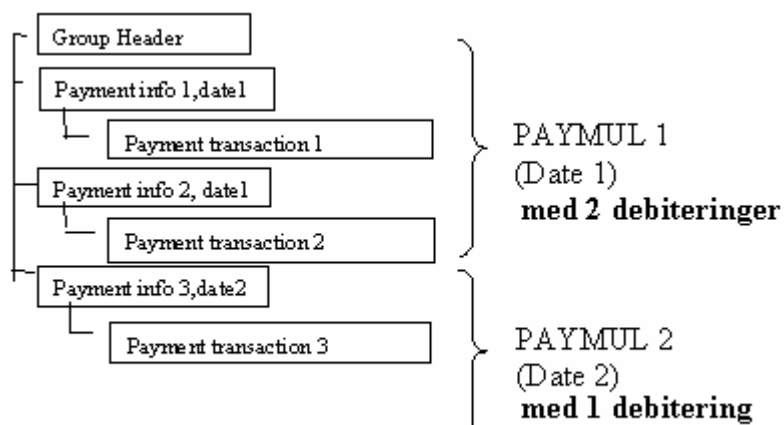 Group Header
Payment info 1,date1
Payment transaction 1
Payment info 2, date1
Payment transaction 2
Payment info 3,date2
Payment transaction 3
PAYMUL 1
(Date 1)
med 2 debiteringer
PAYMUL 2
(Date 2)
med 1 debitering